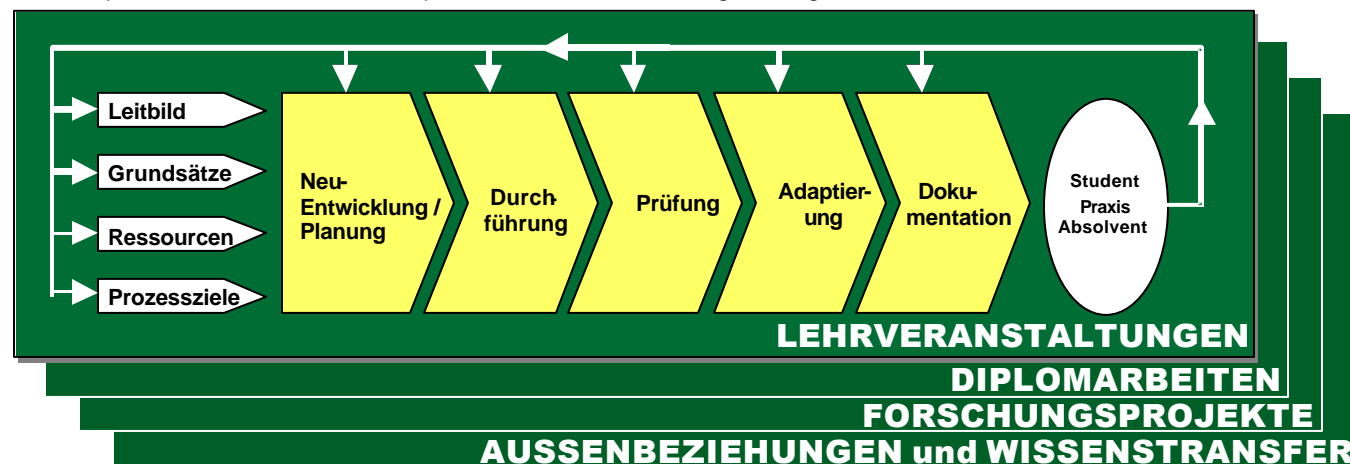 Leitbild
Grundsätze
Ressourcen
Prozessziele
Neu-
Entwicklung /
Planung
Durch-
führung
Prüfung
Adaptier-
ung
Doku-
mentation
Student
Praxis
Absolvent
LEHRVERANSTALTUNGEN
DIPLOMARBEITEN
FORSCHUNGSPROJEKTE
AUSSENBEZIEHUNGEN und WISSENSTRANSFER